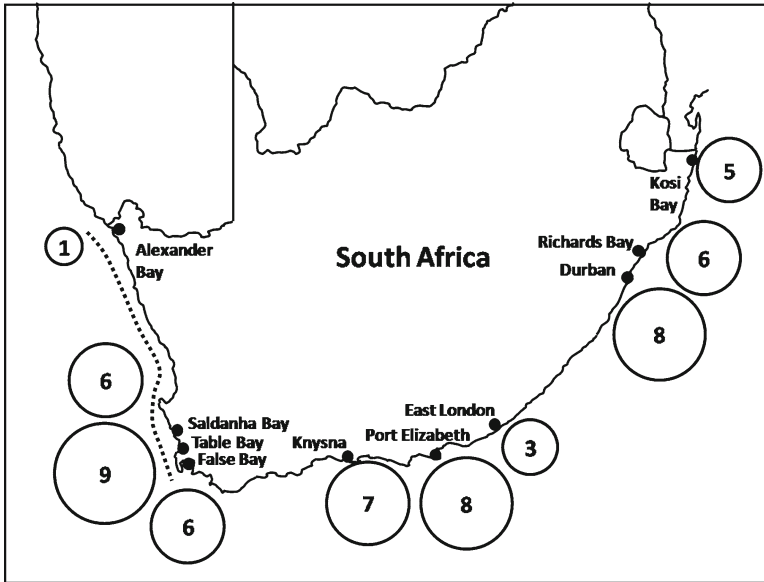 Kosi
Bay
5
1
Alexander
Bay
Richards Bay
6
South Africa
Durban
8
6
East London
Saldanha Bay
Port Elizabeth
Table Bay
Knysna
3
False Bay
9
7
8
6